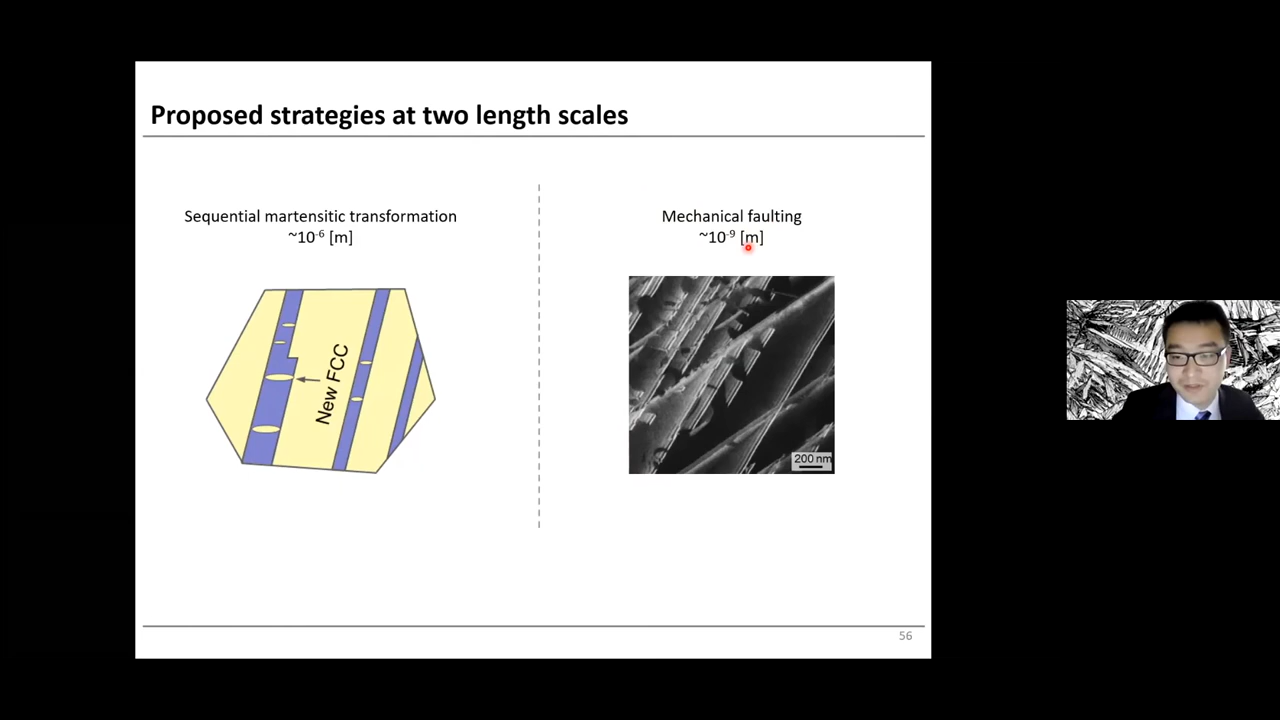 Proposed strategies at two length scales
Sequential martensitic transformation
~10-6 [m]
New FCC
Mechanical faulting
~10-9 [m]
200 nm
56